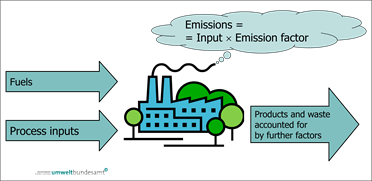 Emissions =
= Input × Emission factor
Fuels
Process inputs
Products and waste
accounted for
by further factors
umweltbundesamt